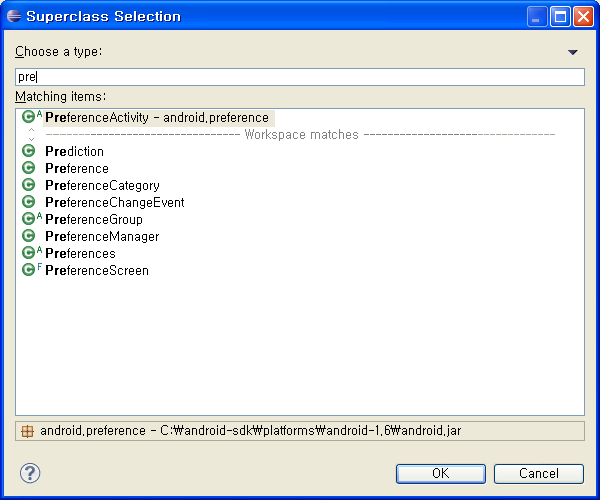 Superclass Selection
Choose a type:
pre
Matching items:
A PreferenceActivity - android.preference
Workspace matches
Prediction
Preference
PreferenceCategory
PreferenceChangeEvent
A PreferenceGroup
PreferenceManager
A Preferences
F PreferenceScreen
android.preference - C:₩android-sdk₩platforms₩android-1.6₩android.jar
? OK Cancel